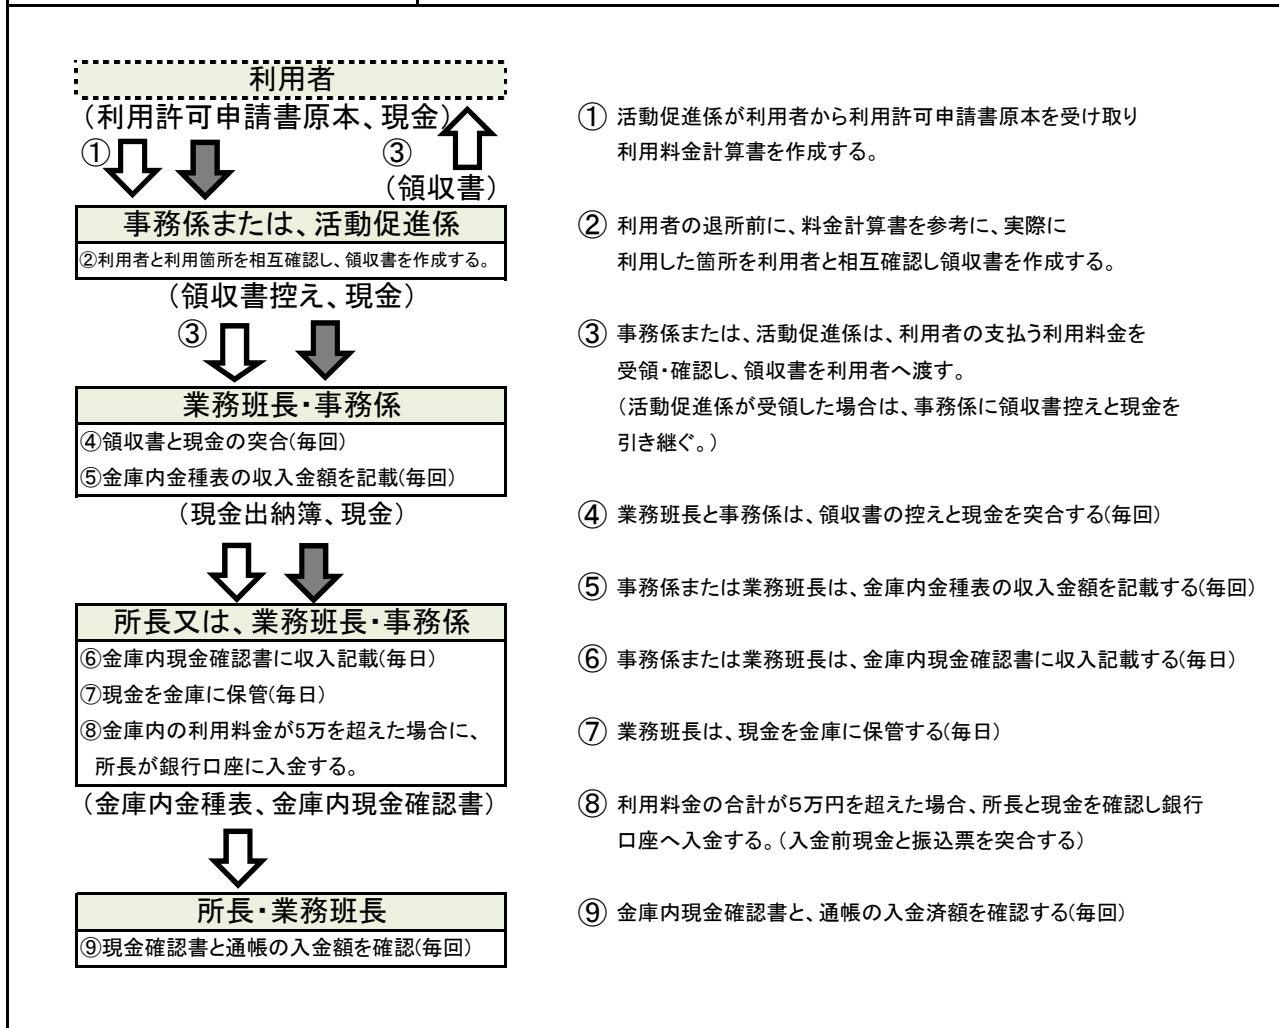 利用者
（利用許可申請書原本、現金）
①
③
（領収書）
事務係または、活動促進係
②利用者と利用箇所を相互確認し、領収書を作成する。
（領収書控え、現金）
③
業務班長・事務係
④領収書と現金の突合(毎回)
⑤金庫内金種表の収入金額を記載(毎回)
（現金出納簿、現金）
所長又は、業務班長・事務係
⑥金庫内現金確認書に収入記載(毎日)
⑦現金を金庫に保管(毎日)
⑧金庫内の利用料金が5万を超えた場合に、
所長が銀行口座に入金する。
（金庫内金種表、金庫内現金確認書）
所長・業務班長
⑨現金確認書と通帳の入金額を確認(毎回)
① 活動促進係が利用者から利用許可申請書原本を受け取り
利用料金計算書を作成する。
② 利用者の退所前に、料金計算書を参考に、実際に
利用した箇所を利用者と相互確認し領収書を作成する。
③ 事務係または、活動促進係は、利用者の支払う利用料金を
受領・確認し、領収書を利用者へ渡す。
（活動促進係が受領した場合は、事務係に領収書控えと現金を
引き継ぐ。）
④ 業務班長と事務係は、領収書の控えと現金を突合する(毎回)
⑤ 事務係または業務班長は、金庫内金種表の収入金額を記載する(毎回)
⑥ 事務係または業務班長は、金庫内現金確認書に収入記載する(毎日)
⑦ 業務班長は、現金を金庫に保管する(毎日)
⑧ 利用料金の合計が５万円を超えた場合、所長と現金を確認し銀行
口座へ入金する。（入金前現金と振込票を突合する）
⑨ 金庫内現金確認書と、通帳の入金済額を確認する(毎回)